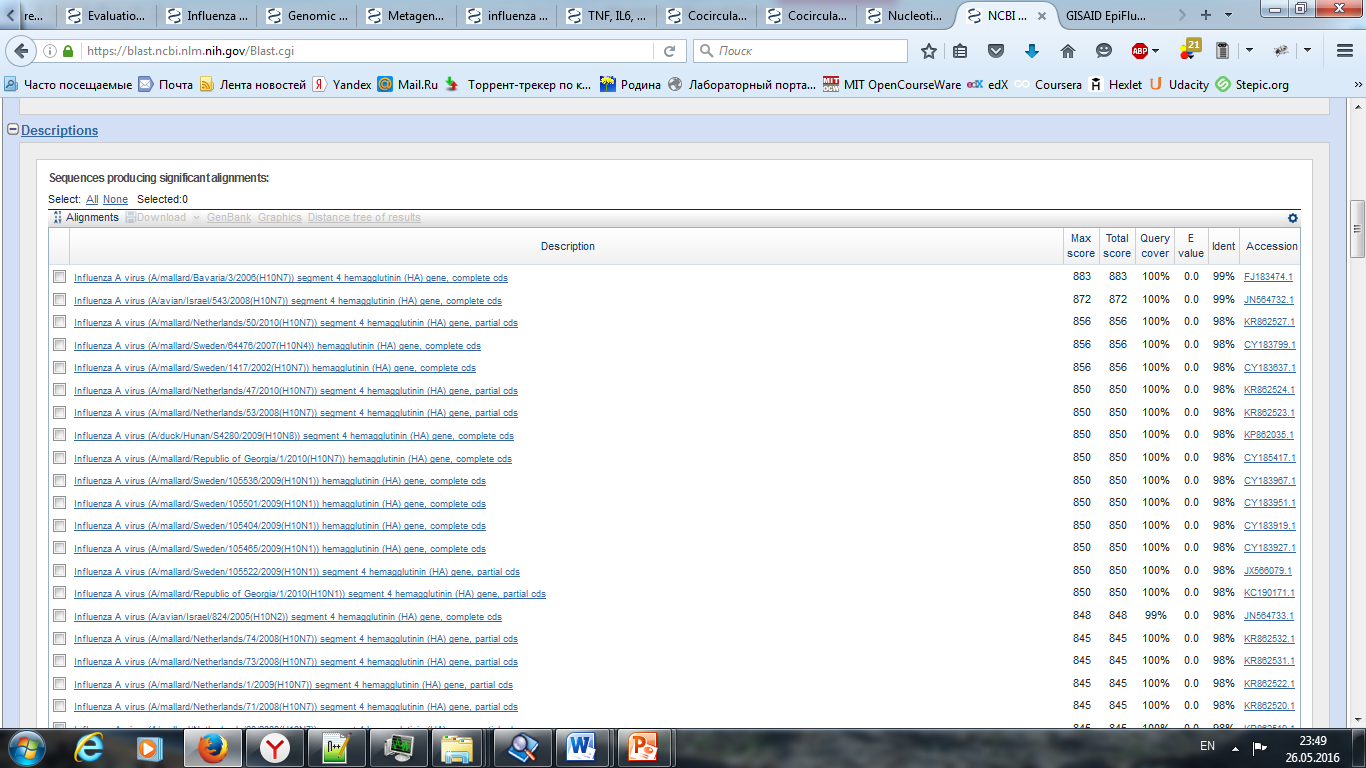 re... Evaluatio... Influenza ... Genomic ... Metagen... influenza ... TNF, IL6, ... Cocircula... Cocircula... Nucleoti... NCBI ... GISAID EpiFlu...
https://blast.ncbi.nlm.nih.gov/Blast.cgi Поиск ABP 21
Часто посещаемые Почта Лента новостей Yandex Mail.Ru Торрент-трекер по к... Родина Лабораторный порта... MIT OpenCourseWare edX Coursera Hexlet Udacity Stepic.org
Descriptions
Sequences producing significant alignments:
Select: All None Selected:0
Alignments Download GenBank Graphics Distance tree of results
Description Max score Total score Query cover E value Ident Accession
Influenza A virus (A/mallard/Bavaria/3/2006(H10N7)) segment 4 hemagglutinin (HA) gene, complete cds 883 883 100% 0.0 99% FJ183474.1
Influenza A virus (A/avian/Israel/543/2008(H10N7)) segment 4 hemagglutinin (HA) gene, complete cds 872 872 100% 0.0 99% JN564732.1
Influenza A virus (A/mallard/Netherlands/50/2010(H10N7)) segment 4 hemagglutinin (HA) gene, partial cds 856 856 100% 0.0 98% KR862527.1
Influenza A virus (A/mallard/Sweden/64476/2007(H10N4)) hemagglutinin (HA) gene, complete cds 856 856 100% 0.0 98% CY183799.1
Influenza A virus (A/mallard/Sweden/1417/2002(H10N7)) hemagglutinin (HA) gene, complete cds 856 856 100% 0.0 98% CY183637.1
Influenza A virus (A/mallard/Netherlands/47/2010(H10N7)) segment 4 hemagglutinin (HA) gene, partial cds 850 850 100% 0.0 98% KR862524.1
Influenza A virus (A/mallard/Netherlands/53/2008(H10N7)) segment 4 hemagglutinin (HA) gene, partial cds 850 850 100% 0.0 98% KR862523.1
Influenza A virus (A/duck/Hunan/S4280/2009(H10N8)) segment 4 hemagglutinin (HA) gene, complete cds 850 850 100% 0.0 98% KP862035.1
Influenza A virus (A/mallard/Republic of Georgia/1/2010(H10N7)) hemagglutinin (HA) gene, complete cds 850 850 100% 0.0 98% CY185417.1
Influenza A virus (A/mallard/Sweden/105536/2009(H10N1)) hemagglutinin (HA) gene, complete cds 850 850 100% 0.0 98% CY183967.1
Influenza A virus (A/mallard/Sweden/105501/2009(H10N1)) hemagglutinin (HA) gene, complete cds 850 850 100% 0.0 98% CY183951.1
Influenza A virus (A/mallard/Sweden/105404/2009(H10N1)) hemagglutinin (HA) gene, complete cds 850 850 100% 0.0 98% CY183919.1
Influenza A virus (A/mallard/Sweden/105465/2009(H10N1)) hemagglutinin (HA) gene, complete cds 850 850 100% 0.0 98% CY183927.1
Influenza A virus (A/mallard/Sweden/105522/2009(H10N1)) segment 4 hemagglutinin (HA) gene, partial cds 850 850 100% 0.0 98% JX566079.1
Influenza A virus (A/mallard/Republic of Georgia/1/2010(H10N1)) segment 4 hemagglutinin (HA) gene, partial cds 850 850 100% 0.0 98% KC190171.1
Influenza A virus (A/avian/Israel/824/2005(H10N2)) segment 4 hemagglutinin (HA) gene, complete cds 848 848 99% 0.0 98% JN564733.1
Influenza A virus (A/mallard/Netherlands/74/2008(H10N7)) segment 4 hemagglutinin (HA) gene, partial cds 845 845 100% 0.0 98% KR862532.1
Influenza A virus (A/mallard/Netherlands/73/2008(H10N7)) segment 4 hemagglutinin (HA) gene, partial cds 845 845 100% 0.0 98% KR862531.1
Influenza A virus (A/mallard/Netherlands/1/2009(H10N7)) segment 4 hemagglutinin (HA) gene, partial cds 845 845 100% 0.0 98% KR862522.1
Influenza A virus (A/mallard/Netherlands/71/2008(H10N7)) segment 4 hemagglutinin (HA) gene, partial cds 845 845 100% 0.0 98% KR862520.1
EN 23:49
26.05.2016